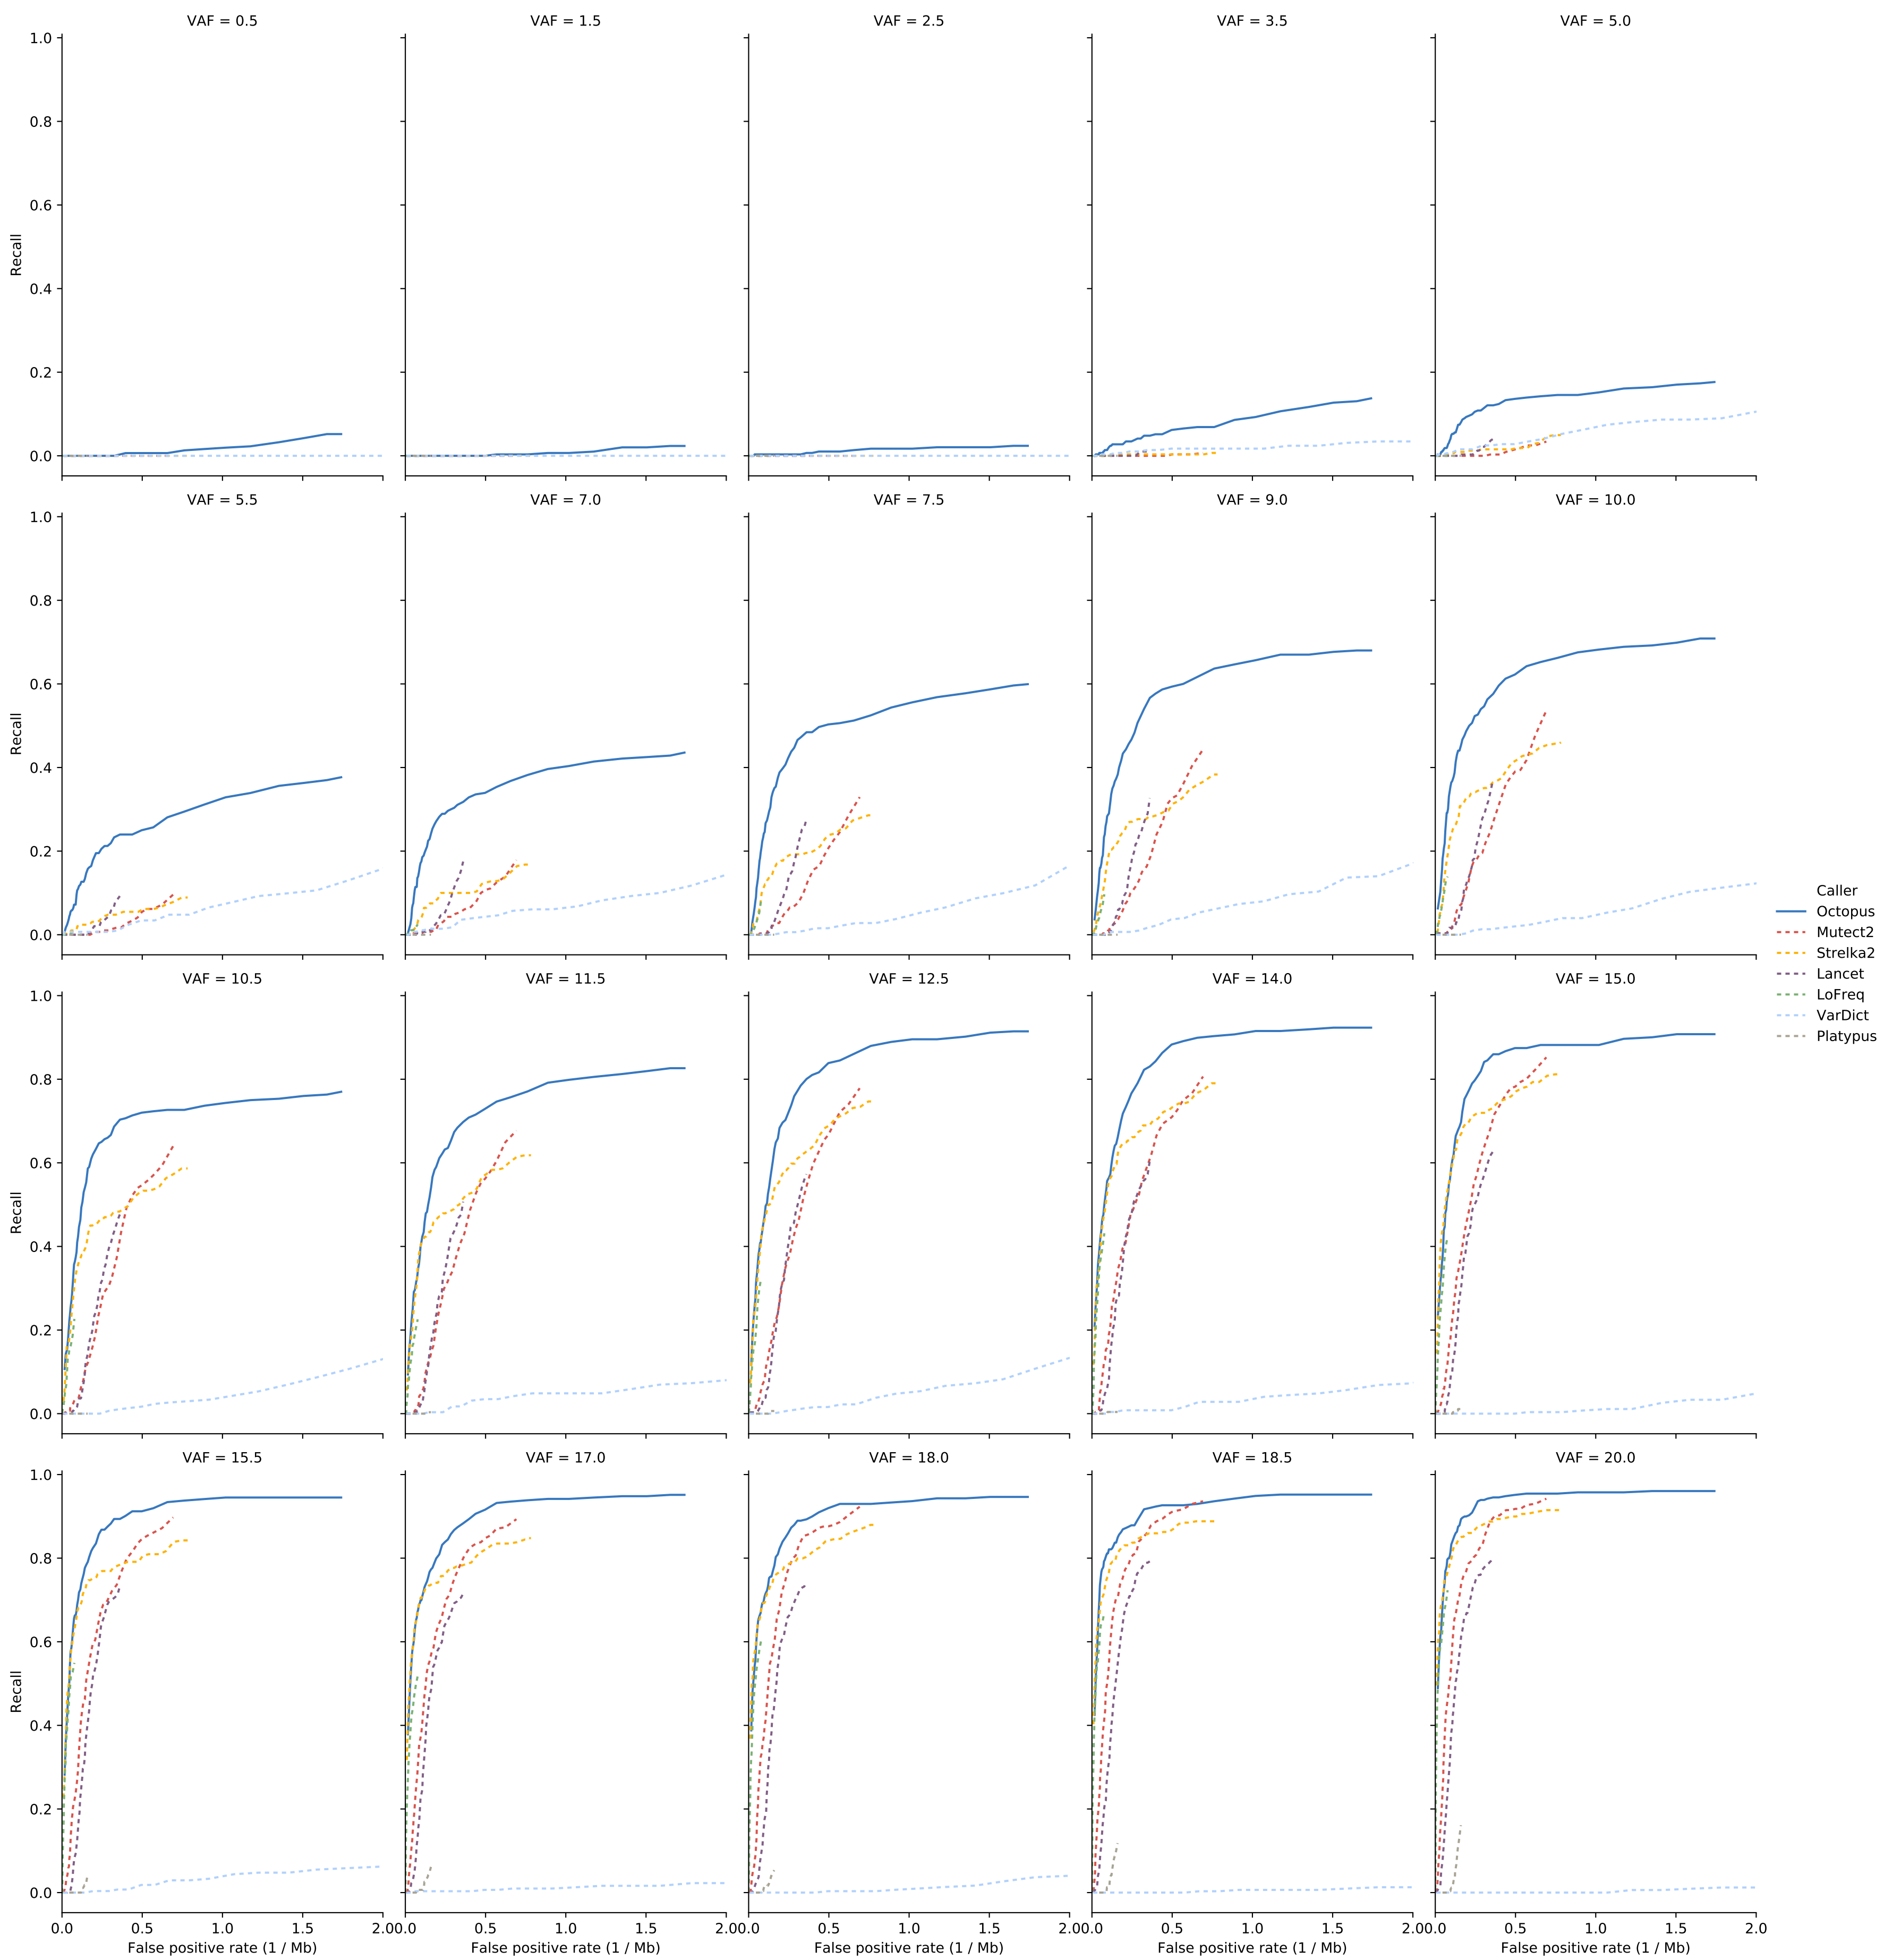 VAF = 0.5
VAF = 1.5
VAF = 2.5
VAF = 3.5
VAF = 5.0
1.0
0.8
0.6
0.4
0.2
0.0
Recall
VAF = 5.5
VAF = 7.0
VAF = 7.5
VAF = 9.0
VAF = 10.0
1.0
0.8
0.6
0.4
0.2
0.0
Recall
VAF = 10.5
VAF = 11.5
VAF = 12.5
VAF = 14.0
VAF = 15.0
1.0
0.8
0.6
0.4
0.2
0.0
Recall
VAF = 15.5
VAF = 17.0
VAF = 18.0
VAF = 18.5
VAF = 20.0
1.0
0.8
0.6
0.4
0.2
0.0
Recall
0.0 0.5 1.0 1.5 2.0
0.0 0.5 1.0 1.5 2.0
0.0 0.5 1.0 1.5 2.0
0.0 0.5 1.0 1.5 2.0
0.0 0.5 1.0 1.5 2.0
False positive rate (1 / Mb)
False positive rate (1 / Mb)
False positive rate (1 / Mb)
False positive rate (1 / Mb)
False positive rate (1 / Mb)
Caller
Octopus
Mutect2
Strelka2
Lancet
LoFreq
VarDict
Platypus